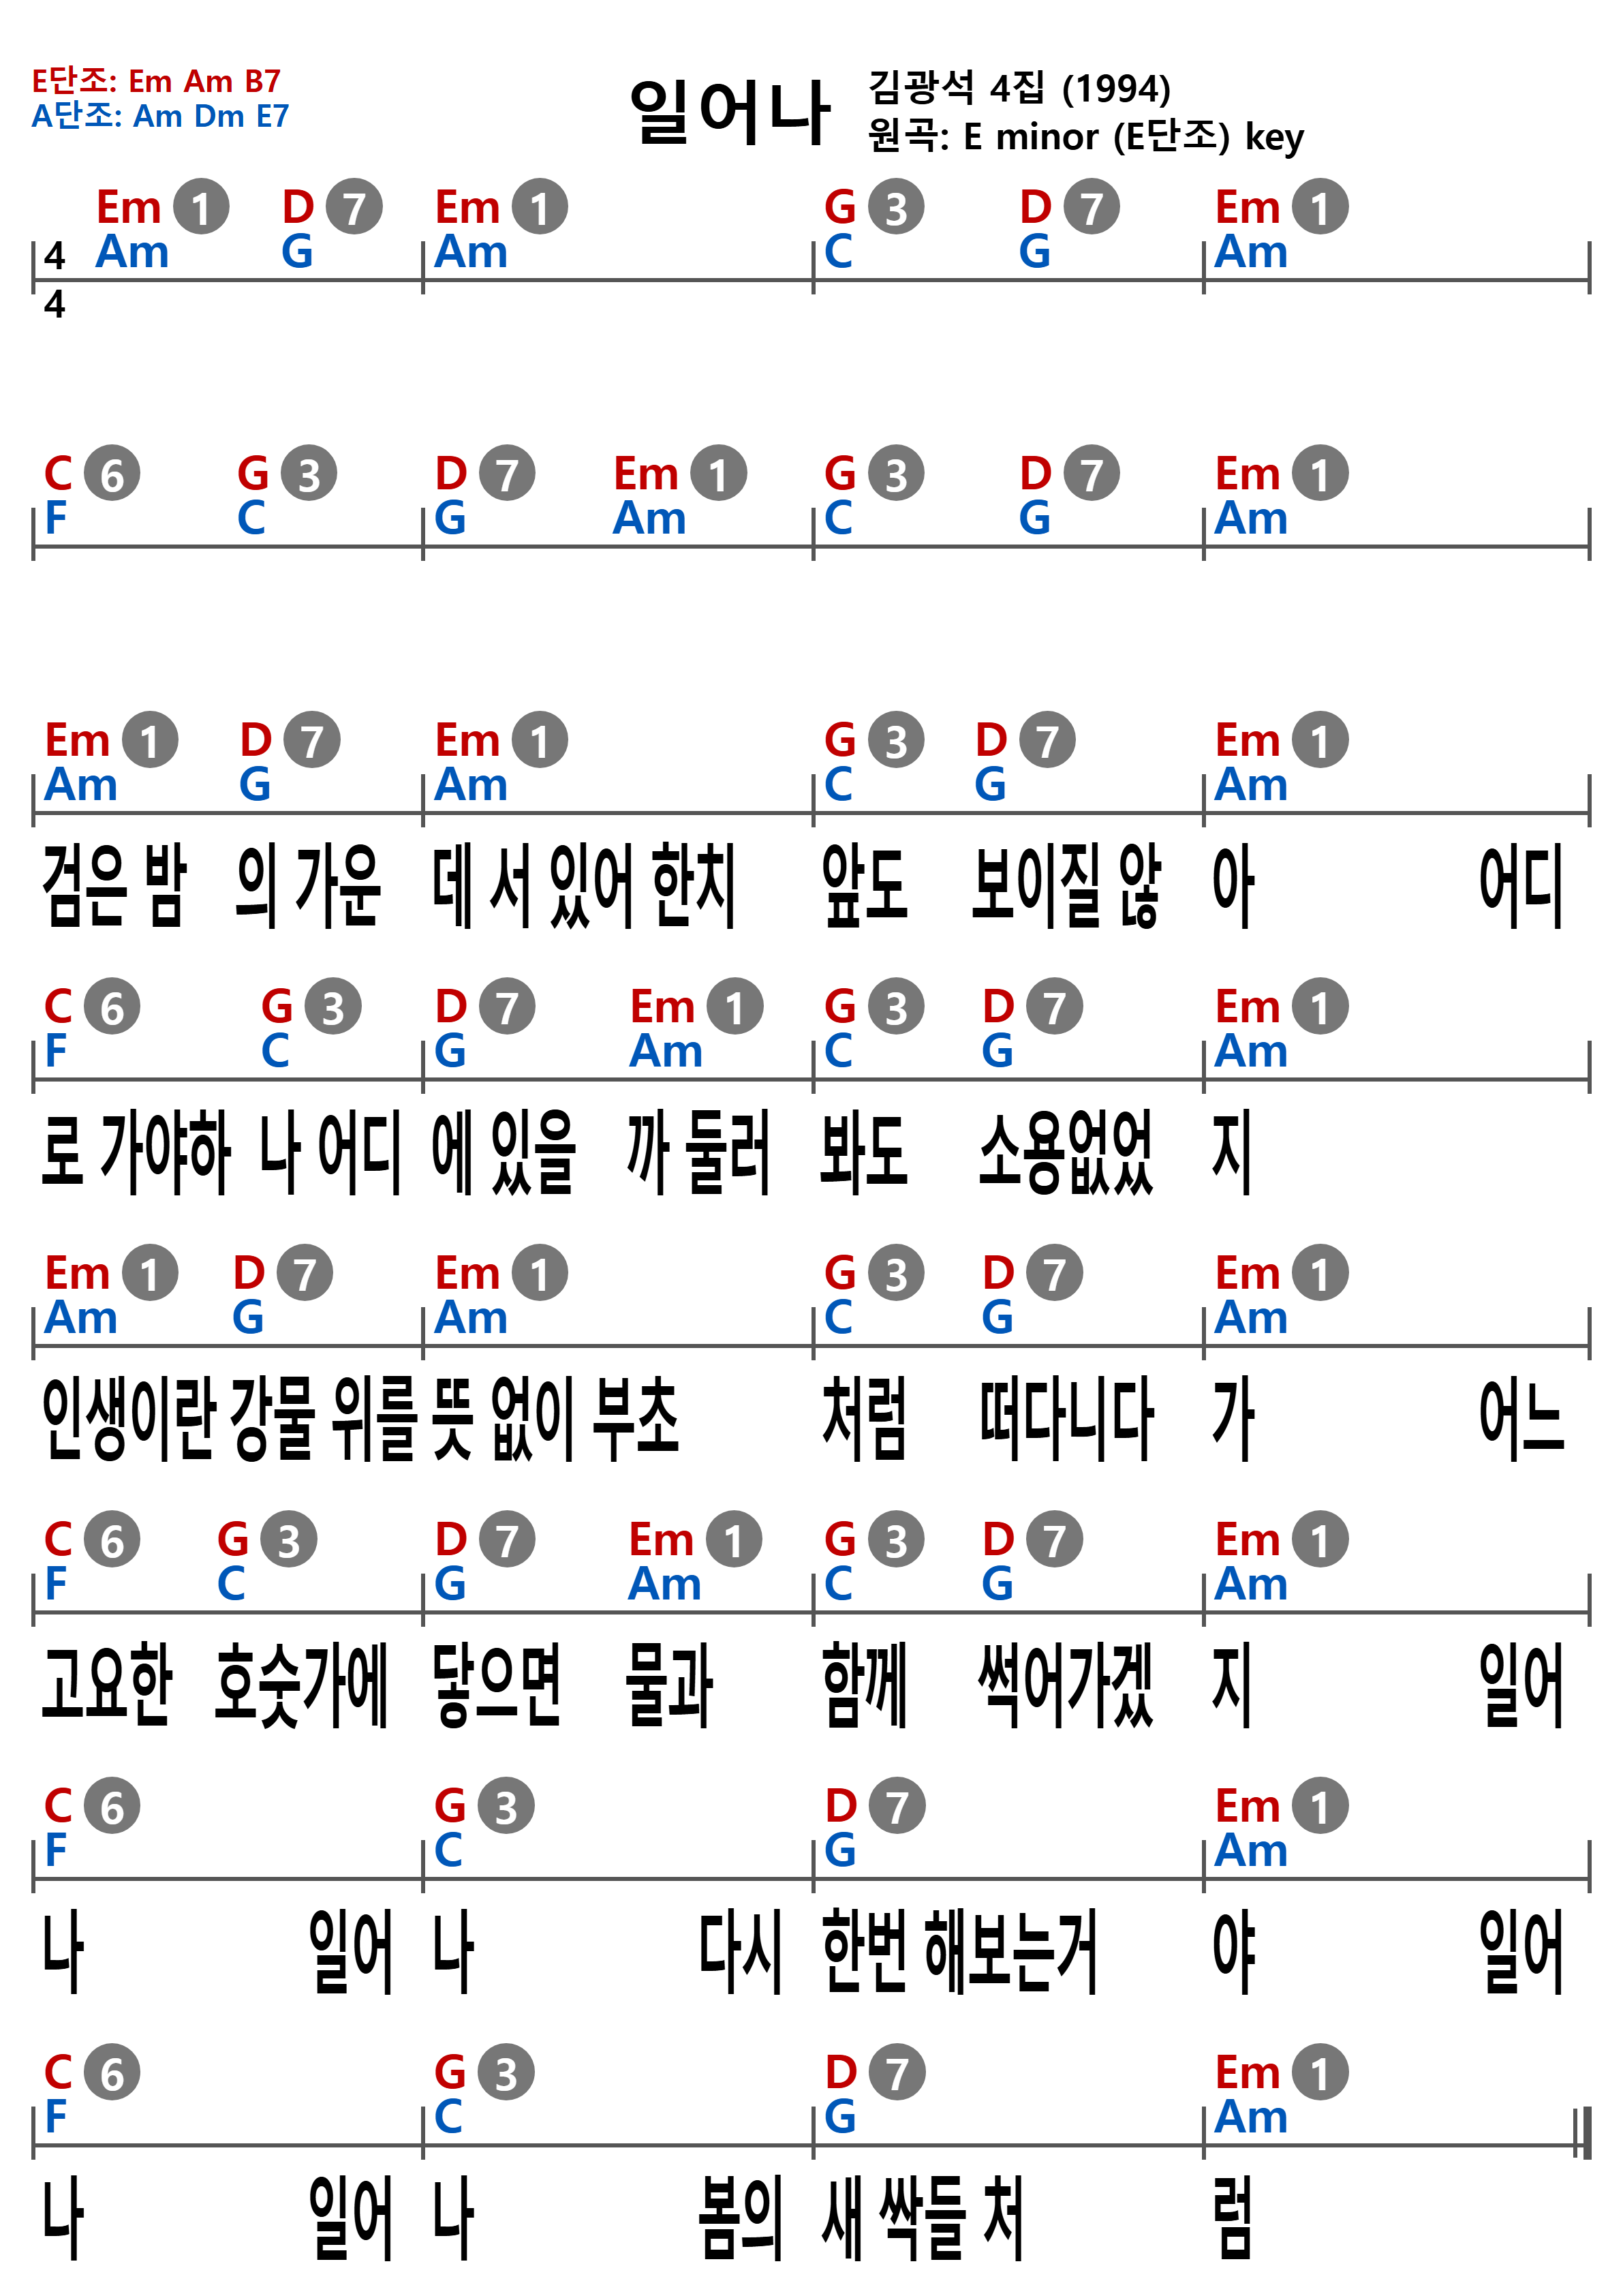 E단조: Em Am B7
A단조: Am Dm E7
일어나
김광석 4집 (1994)
원곡: E minor (E단조) key
Em 1 D 7 Em 1 G 3 D 7 Em 1
Am G Am C G Am
4
4
C 6 G 3 D 7 Em 1 G 3 D 7 Em 1
F C G Am C G Am
Em 1 D 7 Em 1 G 3 D 7 Em 1
Am G Am C G Am
검은 밤 의 가운 데 서 있어 한치 앞도 보이질 않 아 어디
C 6 G 3 D 7 Em 1 G 3 D 7 Em 1
F C G Am C G Am
로 가야하 나 어디 에 있을 까 둘러 봐도 소용없었 지
Em 1 D 7 Em 1 G 3 D 7 Em 1
Am G Am C G Am
인생이란 강물 위를 뜻 없이 부초 처럼 떠다니다 가 어느
C 6 G 3 D 7 Em 1 G 3 D 7 Em 1
F C G Am C G Am
고요한 호숫가에 닿으면 물과 함께 썩어가겠 지 일어
C 6 G 3 D 7 Em 1
F C G Am
나 일어 나 다시 한번 해보는거 야 일어
C 6 G 3 D 7 Em 1
F C G Am
나 일어 나 봄의 새 싹들 처 럼